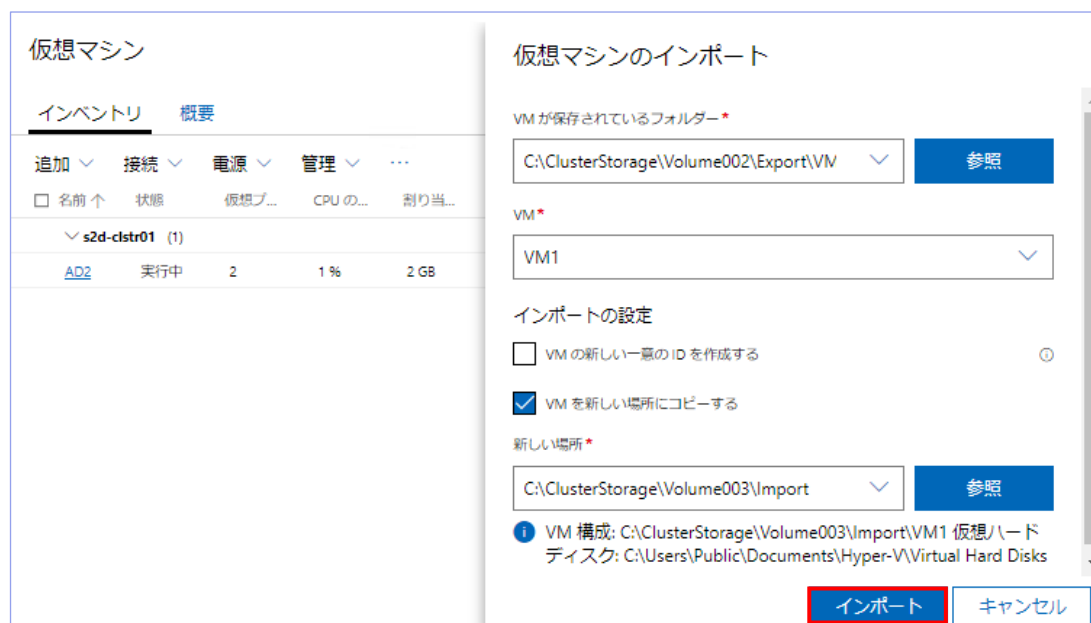 仮想マシン
インベントリ 概要
追加 接続 電源 管理 ...
名前 ↑ 状態 仮想プ... CPU の... 割り当...
s2d-clstr01 (1)
AD2 実行中 2 1 % 2 GB
仮想マシンのインポート
VM が保存されているフォルダー*
C:\ClusterStorage\Volume002\Export\VM
参照
VM*
VM1
インポートの設定
VM の新しい一意の ID を作成する
VM を新しい場所にコピーする
新しい場所*
C:\ClusterStorage\Volume003\Import
参照
VM 構成: C:\ClusterStorage\Volume003\Import\VM1 仮想ハード
ディスク: C:\Users\Public\Documents\Hyper-V\Virtual Hard Disks
インポート キャンセル